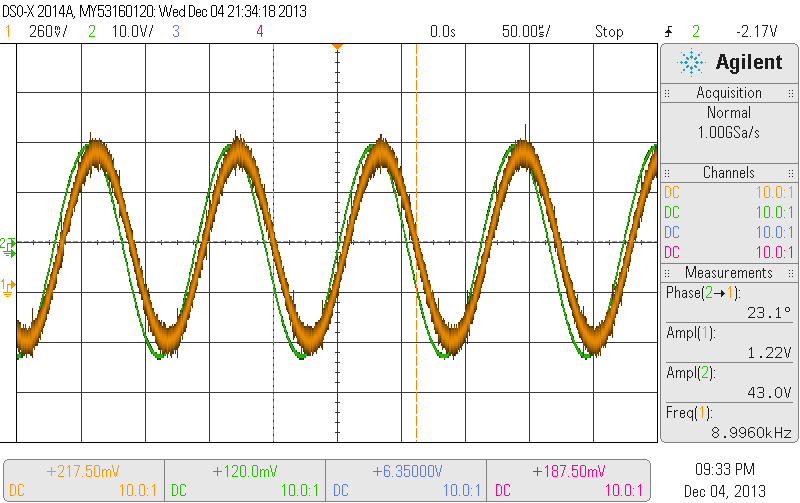 DSO-X 2014A, MY53160120: Wed Dec 04 21:34:18 2013
1 260mV/ 2 10.0V/ 3 4 0.0s 50.00us/ Stop 2 -2.17V
Agilent
Acquisition
Normal
1.00GSa/s
Channels
DC 10.0:1
DC 10.0:1
DC 10.0:1
DC 10.0:1
Measurements
Phase(2→1):
23.1°
Ampl(1):
1.22V
Ampl(2):
43.0V
Freq(1):
8.9960kHz
2
1
+217.50mV +120.0mV +6.35000V +187.50mV
DC 10.0:1 DC 10.0:1 DC 10.0:1 DC 10.0:1
09:33 PM
Dec 04, 2013